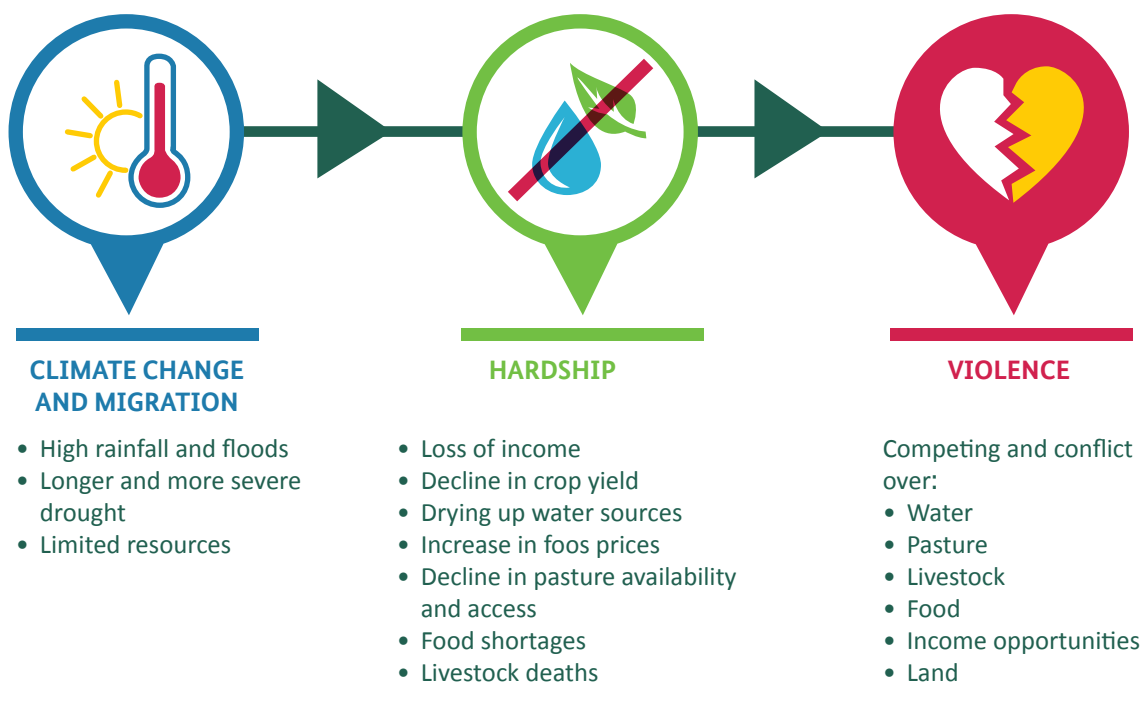 CLIMATE CHANGE
AND MIGRATION
• High rainfall and floods
• Longer and more severe
drought
• Limited resources
HARDSHIP
• Loss of income
• Decline in crop yield
• Drying up water sources
• Increase in foos prices
• Decline in pasture availability
and access
• Food shortages
• Livestock deaths
VIOLENCE
Competing and conflict
over:
• Water
• Pasture
• Livestock
• Food
• Income opportunities
• Land